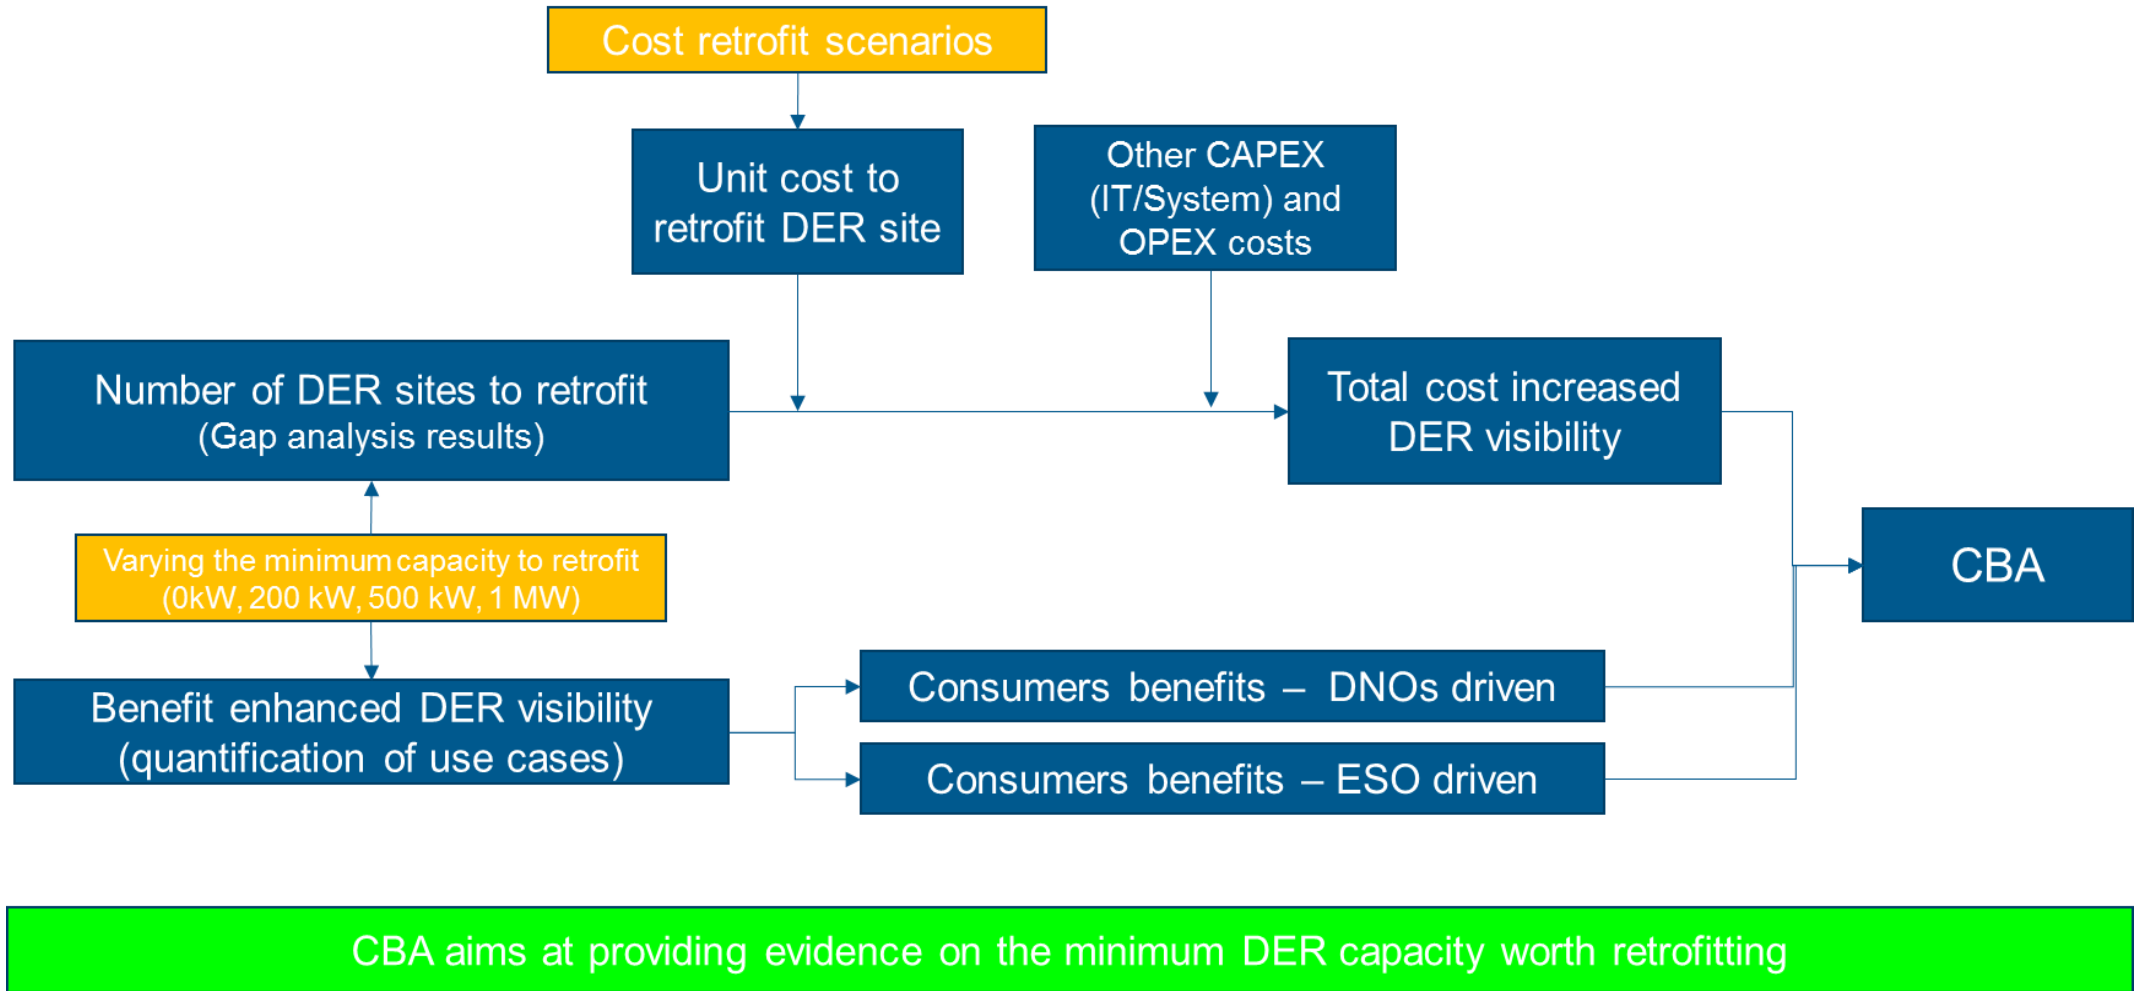 Cost retrofit scenarios
Unit cost to
retrofit DER site
Other CAPEX
(IT/System) and
OPEX costs
Number of DER sites to retrofit
(Gap analysis results)
Total cost increased
DER visibility
Varying the minimum capacity to retrofit
(0kW, 200 kW, 500 kW, 1 MW)
CBA
Benefit enhanced DER visibility
(quantification of use cases)
Consumers benefits – DNOs driven
Consumers benefits – ESO driven
CBA aims at providing evidence on the minimum DER capacity worth retrofitting